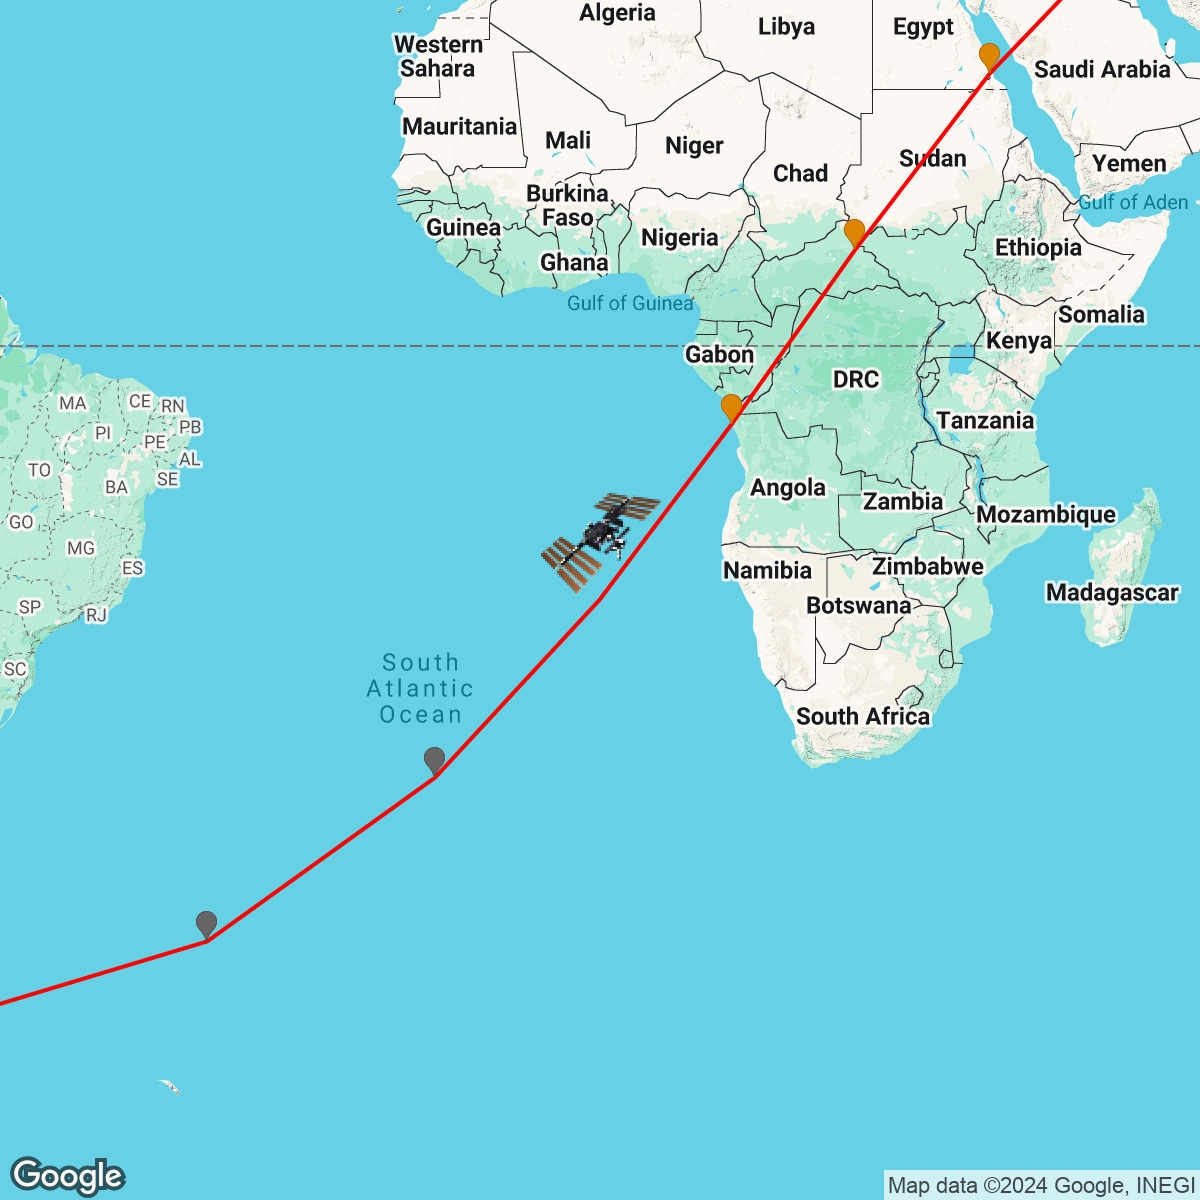 Algeria
Libya
Egypt
Western
Sahara
Saudi Arabia
Mauritania
Mali
Niger
Chad
Sudan
Yemen
Burkina
Faso
Gulf of Aden
Guinea
Nigeria
Ethiopia
Ghana
Gulf of Guinea
Somalia
Kenya
Gabon
DRC
MA
CE
RN
PB
PI
PE
Tanzania
AL
TO
SE
BA
Angola
Zambia
Mozambique
GO
MG
ES
Namibia
Zimbabwe
Botswana
Madagascar
SP
RJ
SC
South
Atlantic
Ocean
South Africa
Google
Map data ©2024 Google, INEGI